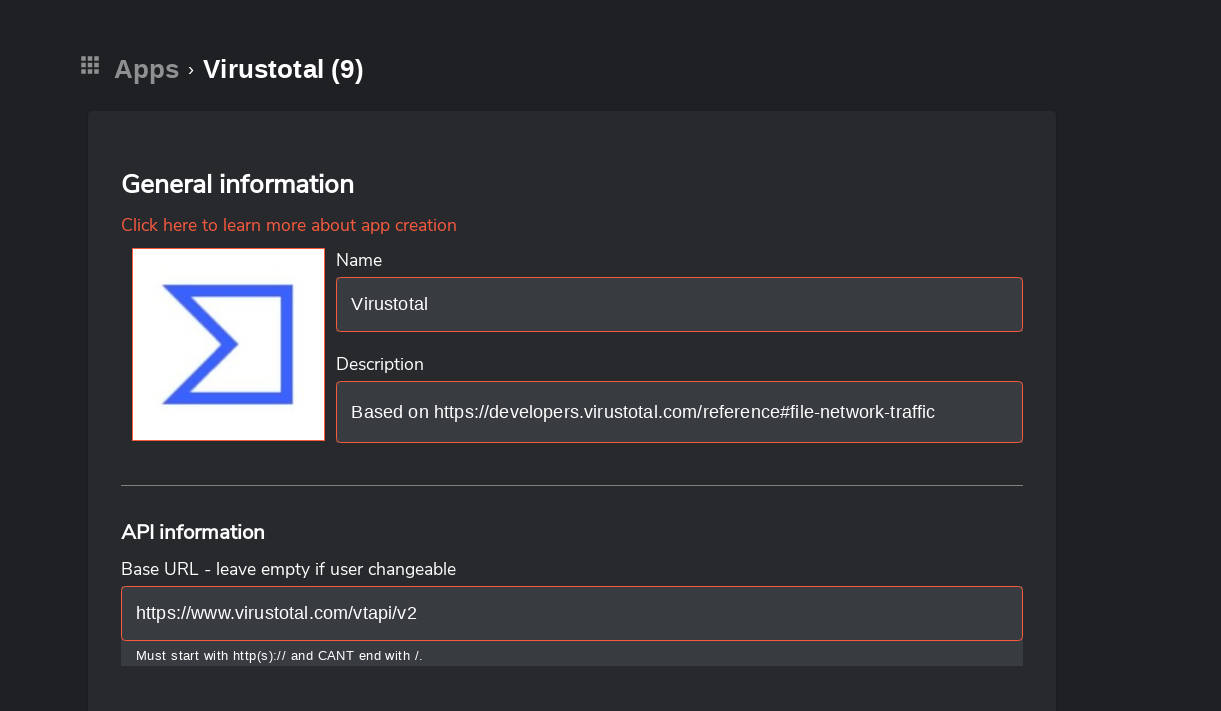 Apps › Virustotal (9)
General information
Click here to learn more about app creation
Name
Virustotal
Description
Based on https://developers.virustotal.com/reference#file-network-traffic
API information
Base URL - leave empty if user changeable
https://www.virustotal.com/vtapi/v2
Must start with http(s):// and CANT end with /.